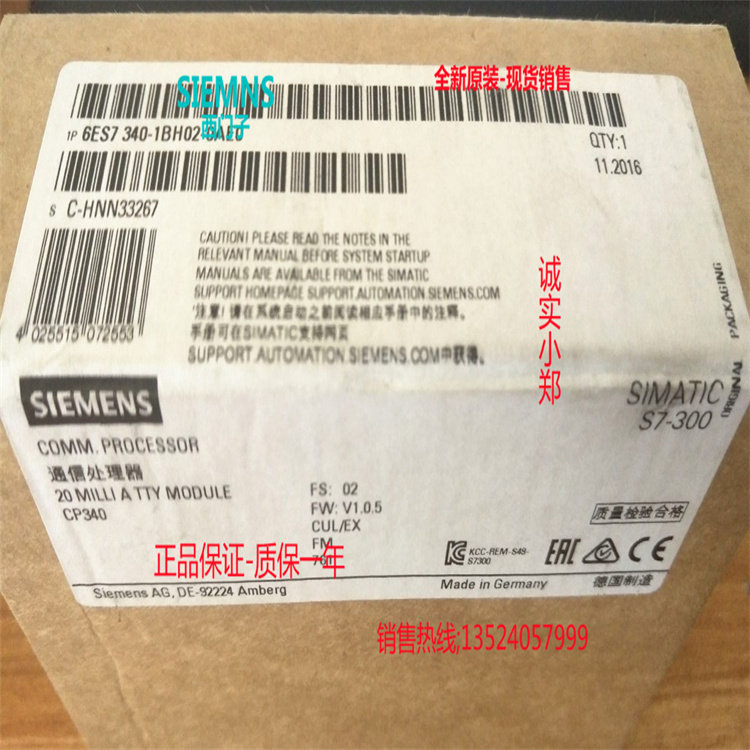 SIEMNS
西门子
全新原装-现货销售
1P 6ES7 340-1BH02-0AE0
QTY:1
11.2016
S C-HNN33267
CAUTION! PLEASE READ THE NOTES IN THE
RELEVANT MANUAL BEFORE SYSTEM STARTUP
MANUALS ARE AVAILABLE FROM THE SIMATIC
SUPPORT HOMEPAGE SUPPORT.AUTOMATION.SIEMENS.COM
'注意! 请在系统启动之前阅读相应手册中的注释。
手册可在SIMATIC支持网页
SUPPORT.AUTOMATION.SIEMENS.COM中获得。
4 025515 072553
诚实小郑
ORIGINAL PACKAGING
SIEMENS
SIMATIC
S7-300
COMM. PROCESSOR
通信处理器
20 MILLI A TTY MODULE
CP340
FS: 02
FW: V1.0.5
CUL/EX
FM
质量检验合格
正品保证-质保一年
KCC-REM-S49-
S7300
EAC
CE
Siemens AG, DE-92224 Amberg
Made in Germany
德国制造
销售热线;13524057999